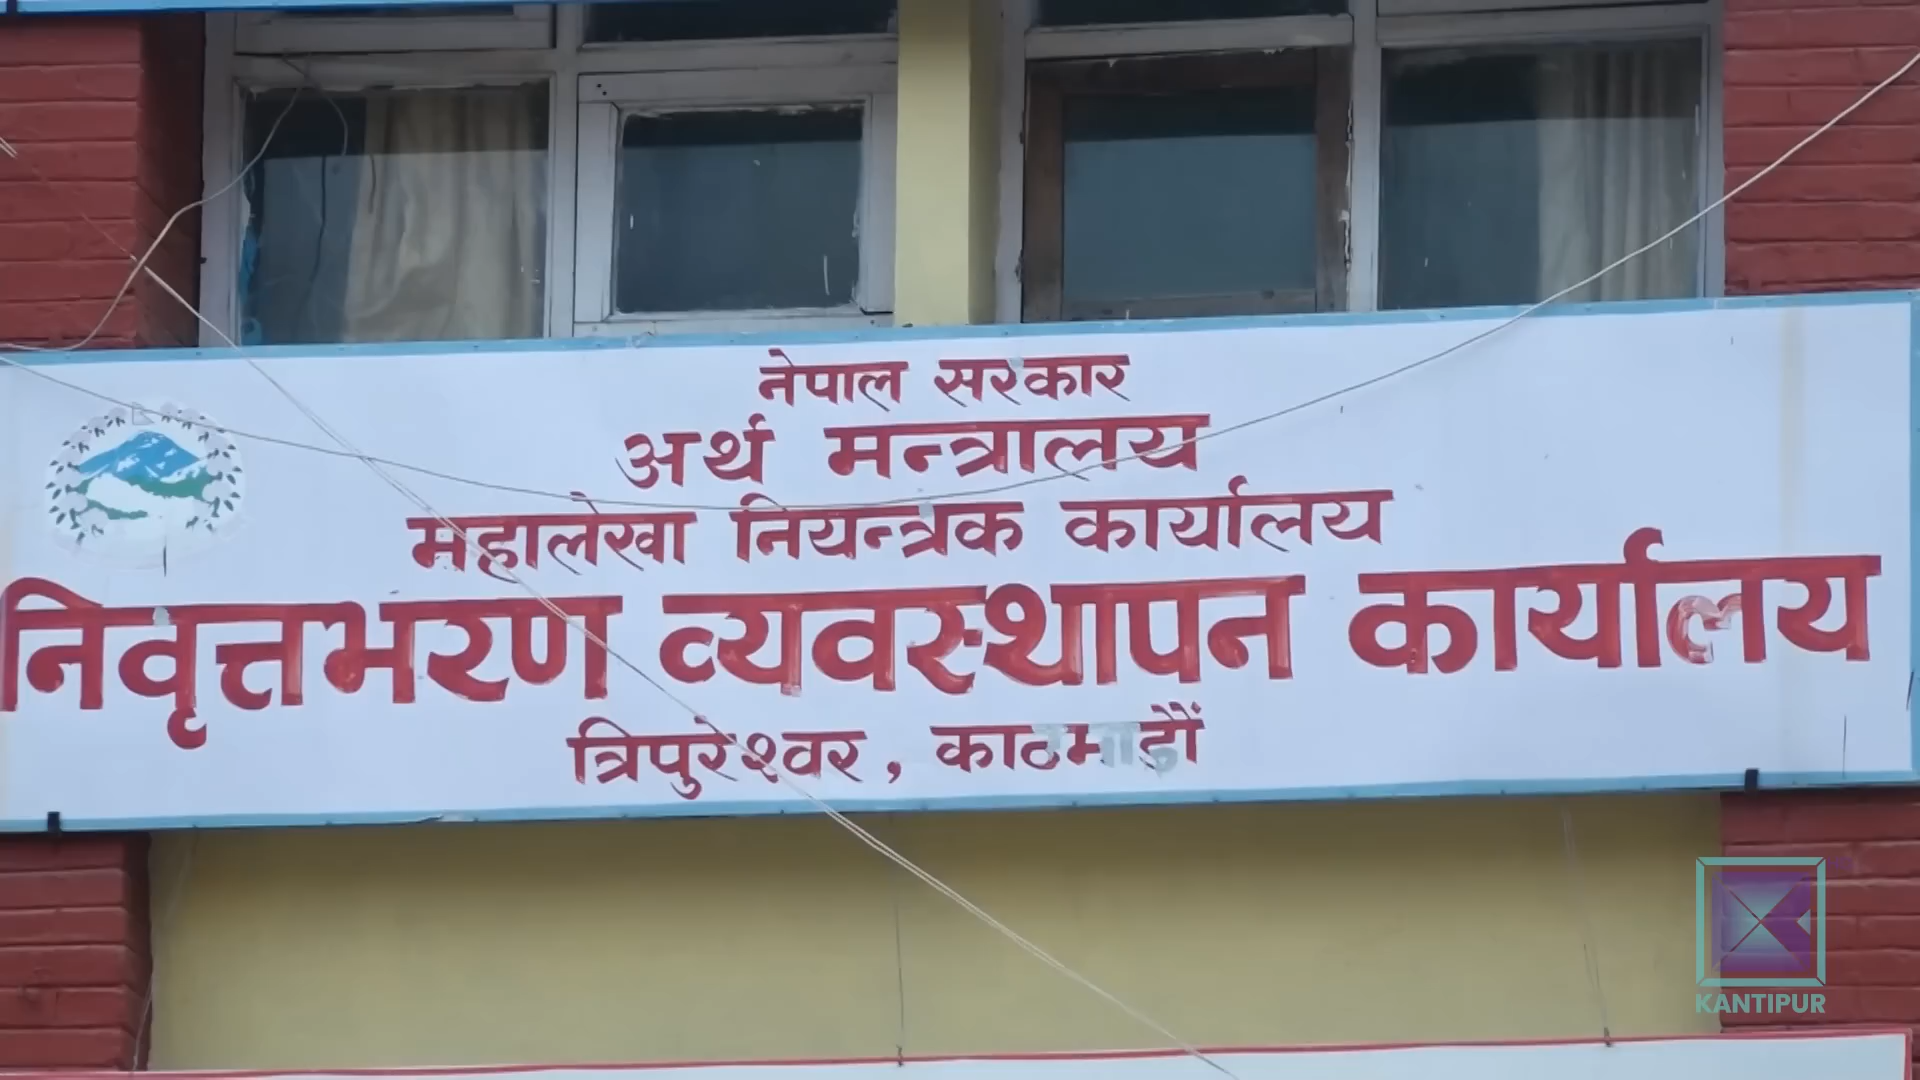 नेपाल सरकार
अर्थ मन्त्रालय
महालेखा नियन्त्रक कार्यालय
निवृत्तभरण व्यवस्थापन कार्यालय
त्रिपुरेश्वर, काठमाडौं
KANTIPUR